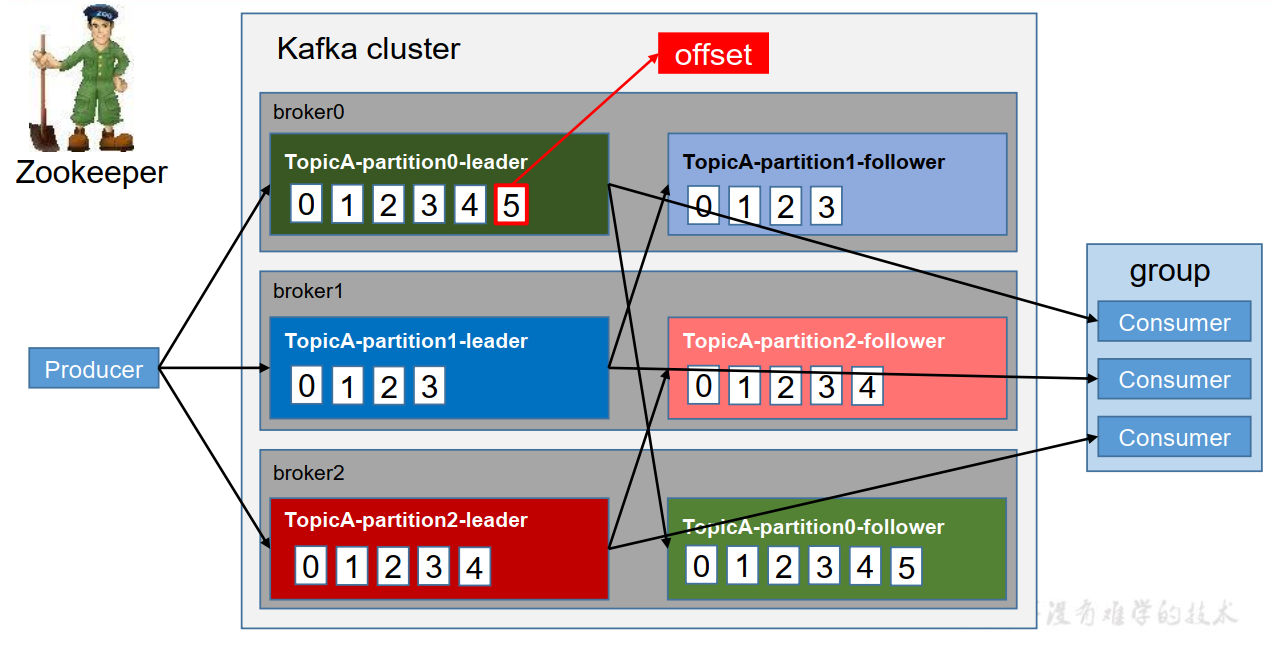 ZOO
Zookeeper
Kafka cluster
offset
broker0
TopicA-partition0-leader
0 1 2 3 4 5
TopicA-partition1-follower
0 1 2 3
broker1
TopicA-partition1-leader
0 1 2 3
TopicA-partition2-follower
0 1 2 3 4
broker2
TopicA-partition2-leader
0 1 2 3 4
TopicA-partition0-follower
0 1 2 3 4 5
Producer
group
Consumer
Consumer
Consumer
没有难学的技术